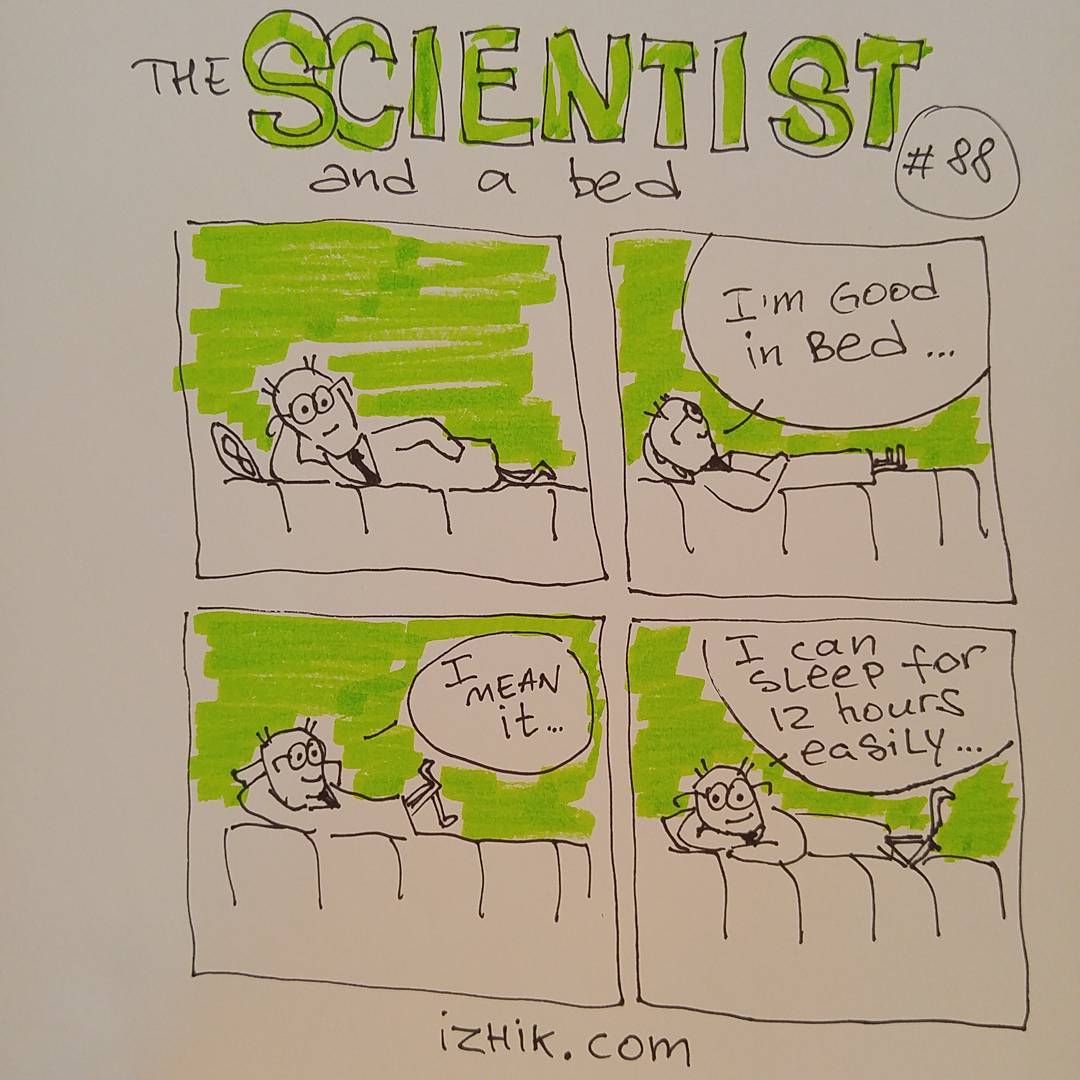 THE SCIENTIST
and a bed
# 88
I'm GOOD
in Bed ...
I
MEAN
it...
I can
SLEEP for
12 hours
easiLY...
iZHiK.com